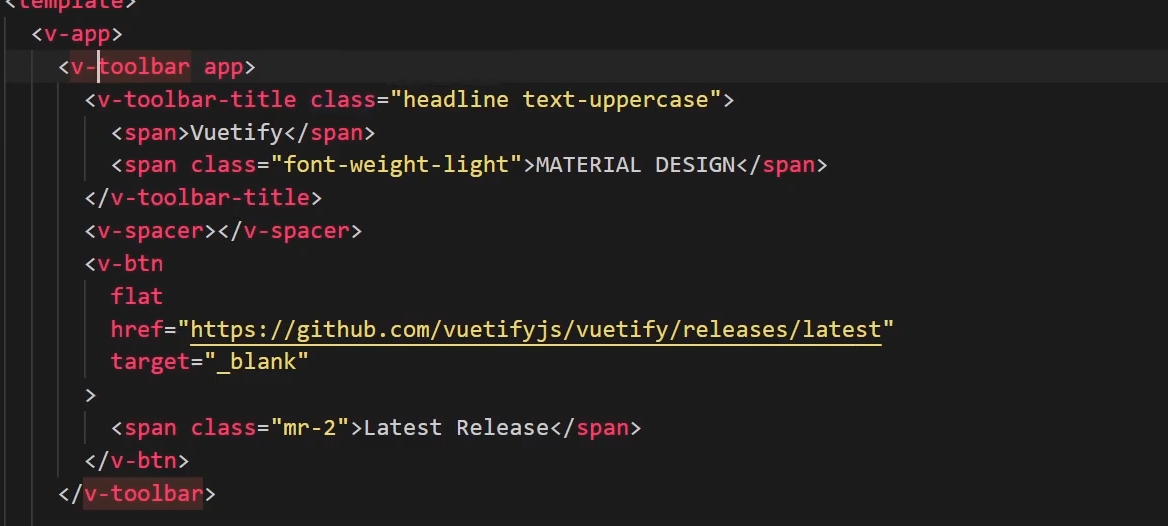 <template>
<v-app>
<v-toolbar app>
<v-toolbar-title class="headline text-uppercase">
<span>Vuetify</span>
<span class="font-weight-light">MATERIAL DESIGN</span>
</v-toolbar-title>
<v-spacer></v-spacer>
<v-btn
flat
href="https://github.com/vuetifyjs/vuetify/releases/latest"
target="_blank"
>
<span class="mr-2">Latest Release</span>
</v-btn>
</v-toolbar>